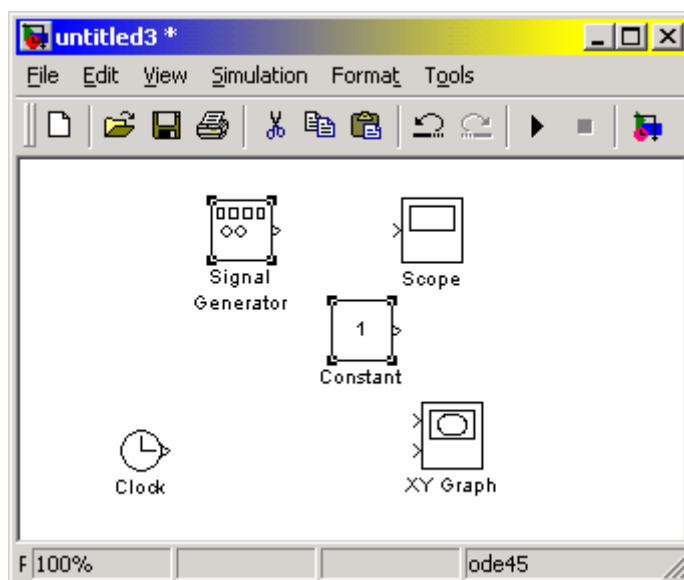 untitled3 *
File Edit View Simulation Format Tools
Signal
Generator
Scope
1
Constant
Clock
XY Graph
F 100% ode45